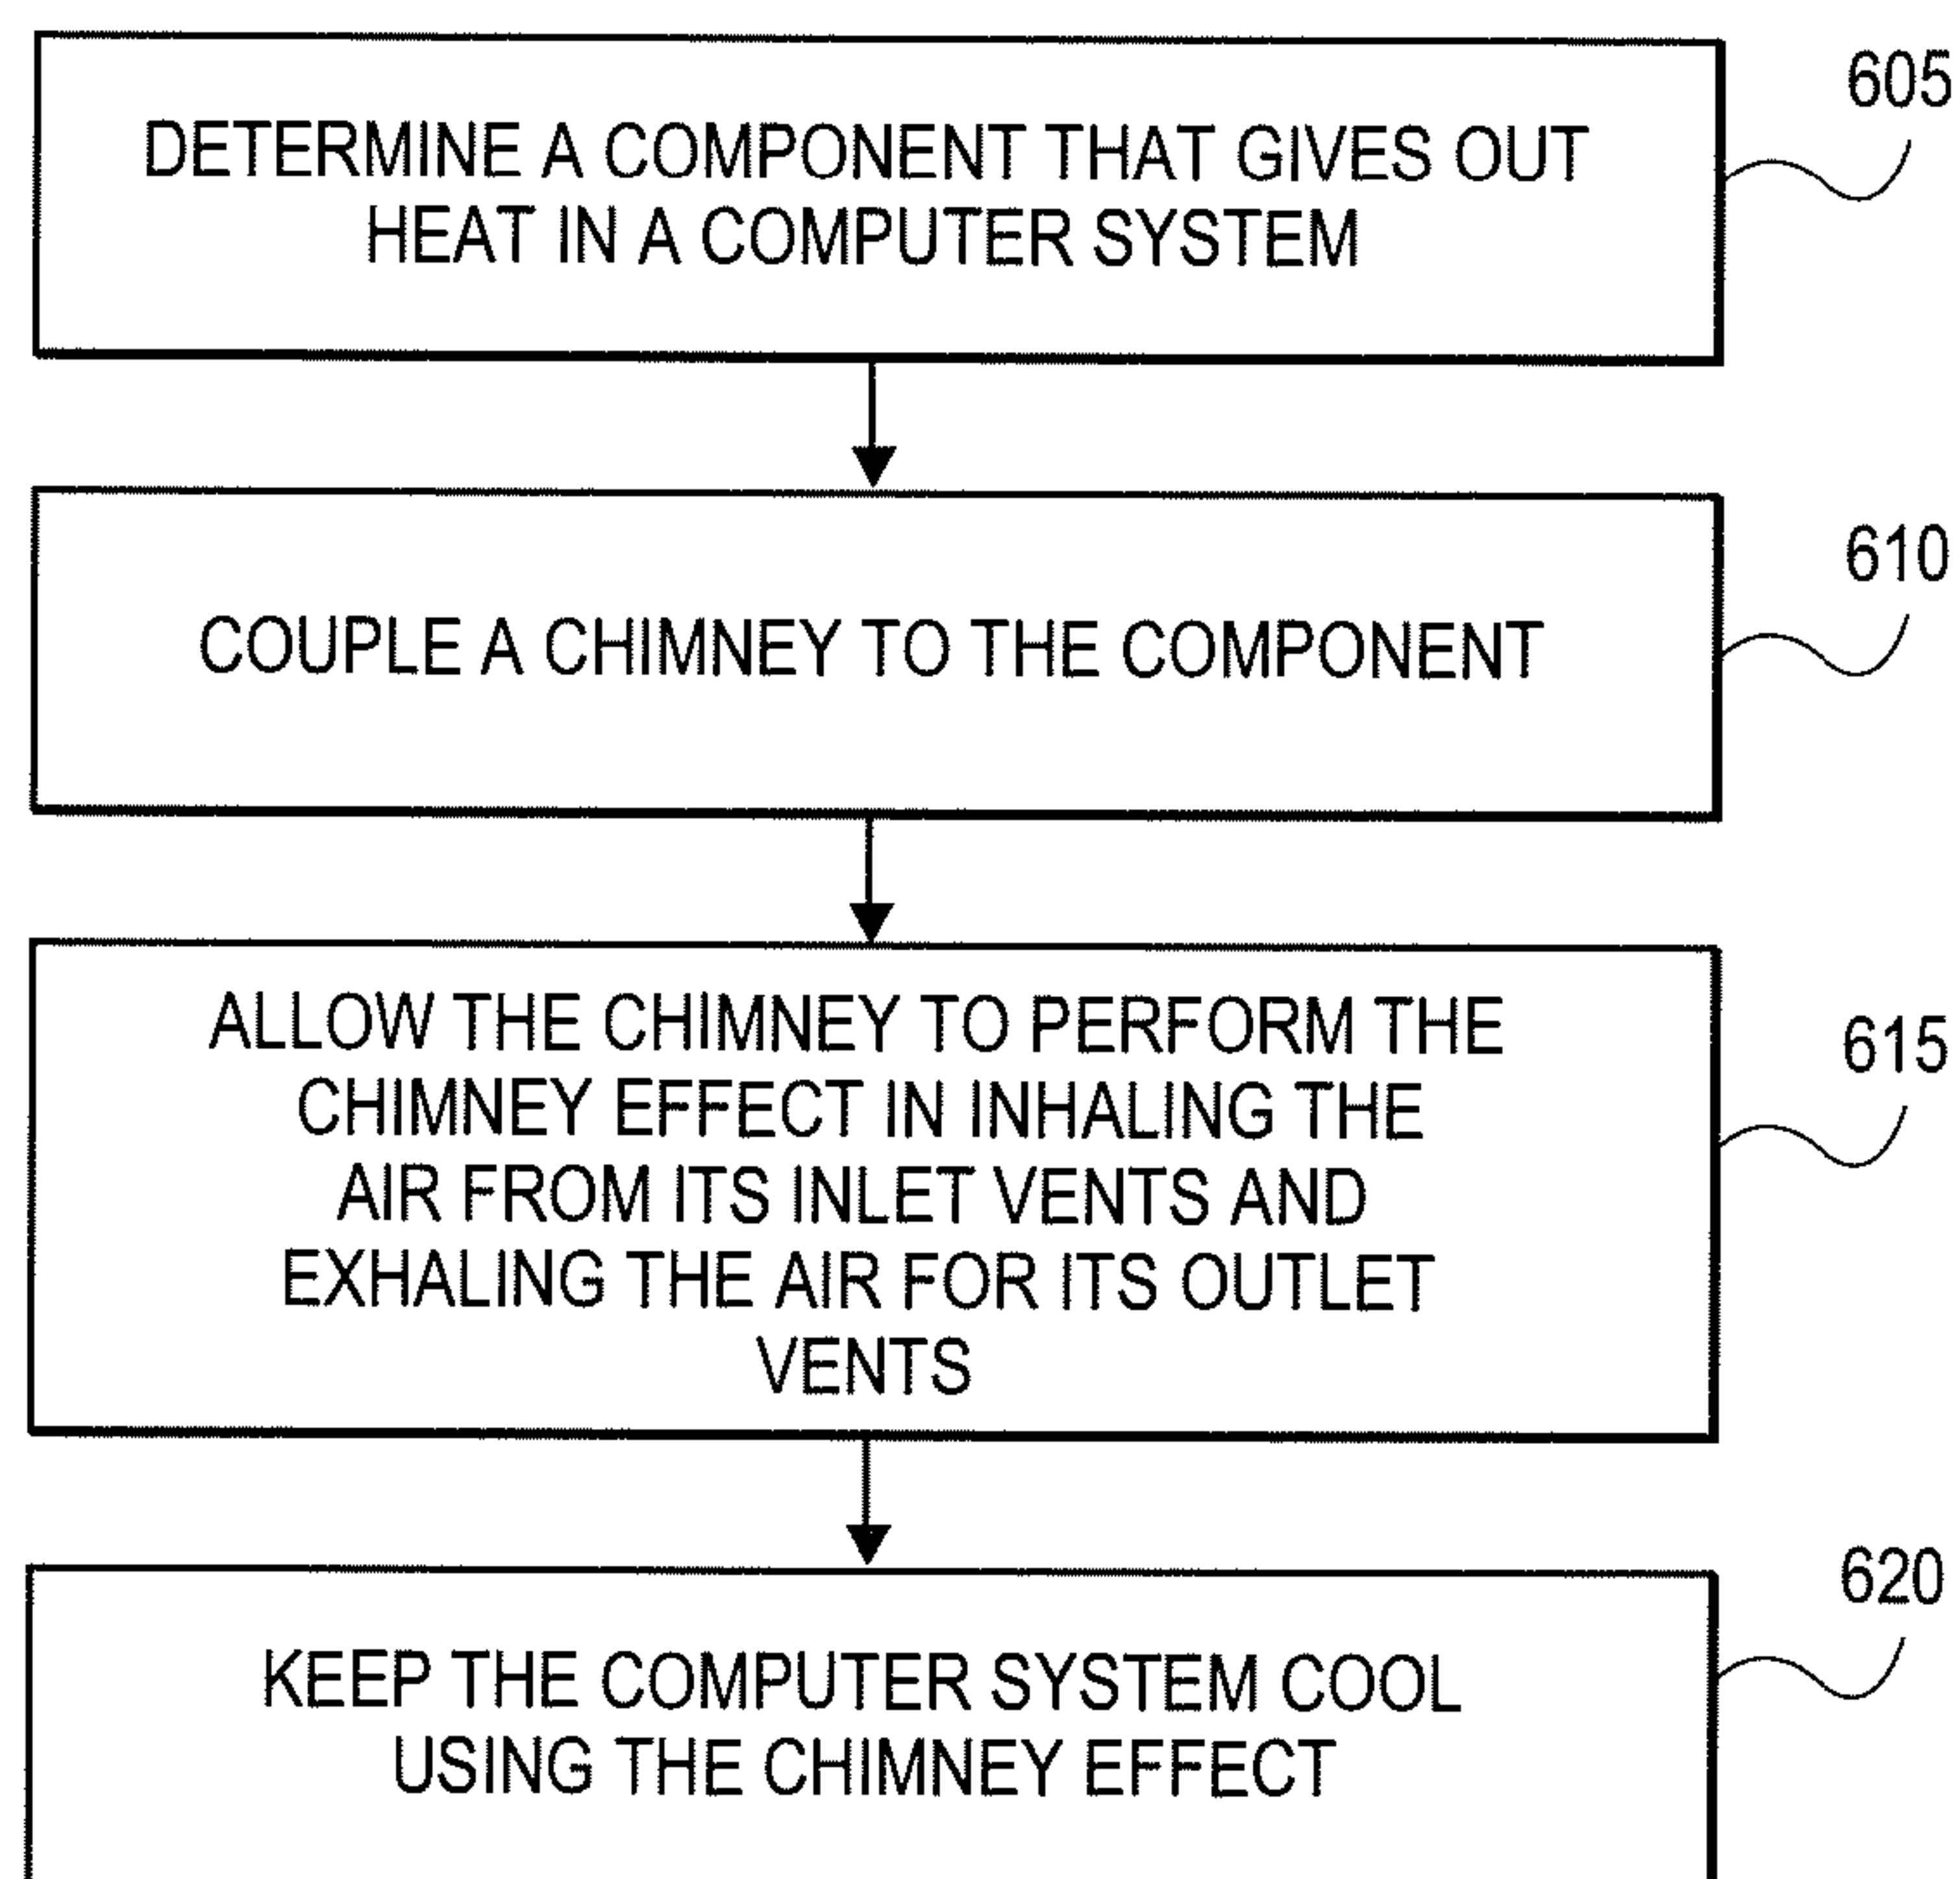 605
DETERMINE A COMPONENT THAT GIVES OUT
HEAT IN A COMPUTER SYSTEM
610
COUPLE A CHIMNEY TO THE COMPONENT
ALLOW THE CHIMNEY TO PERFORM THE
615
CHIMNEY EFFECT IN INHALING THE
AIR FROM ITS INLET VENTS AND
EXHALING THE AIR FOR ITS OUTLET
VENTS
620
KEEP THE COMPUTER SYSTEM COOL
USING THE CHIMNEY EFFECT